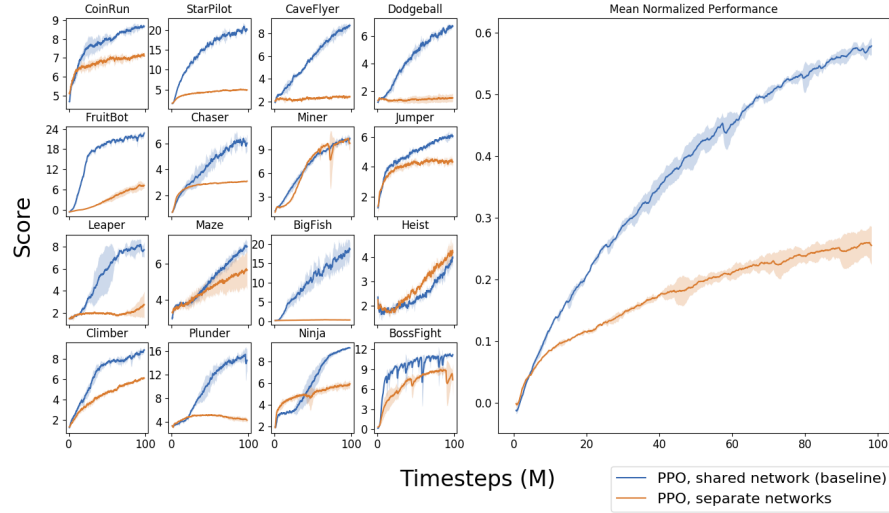 CoinRun StarPilot CaveFlyer Dodgeball Mean Normalized Performance
9 8 7 6 5
20 15 10 5
8 6 4 2
6 4 2
FruitBot Chaser Miner Jumper
24 18 12 6 0
6 4 2
12 9 6 3
6 4 2
Leaper Maze BigFish Heist
8 6 4 2
7 6 5 4 3
20 15 10 5 0
4 3 2 1
Climber Plunder Ninja BossFight
8 6 4 2
16 12 8 4
8 6 4 2
12 9 6 3 0
0 100 0 100 0 100 0 100
Score
0.6
0.5
0.4
0.3
0.2
0.1
0.0
0 20 40 60 80 100
Timesteps (M)
PPO, shared network (baseline)
PPO, separate networks